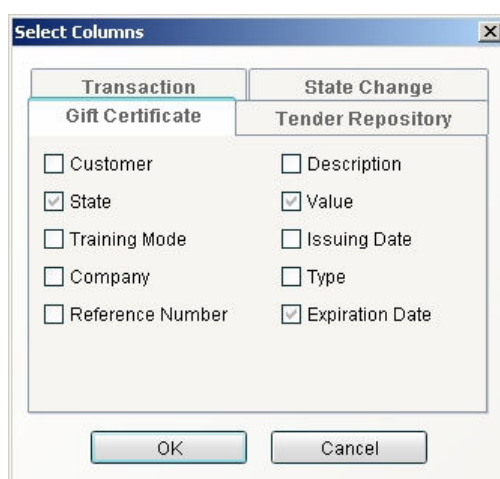 Select Columns
Transaction State Change
Gift Certificate Tender Repository
Customer Description
State Value
Training Mode Issuing Date
Company Type
Reference Number Expiration Date
OK Cancel